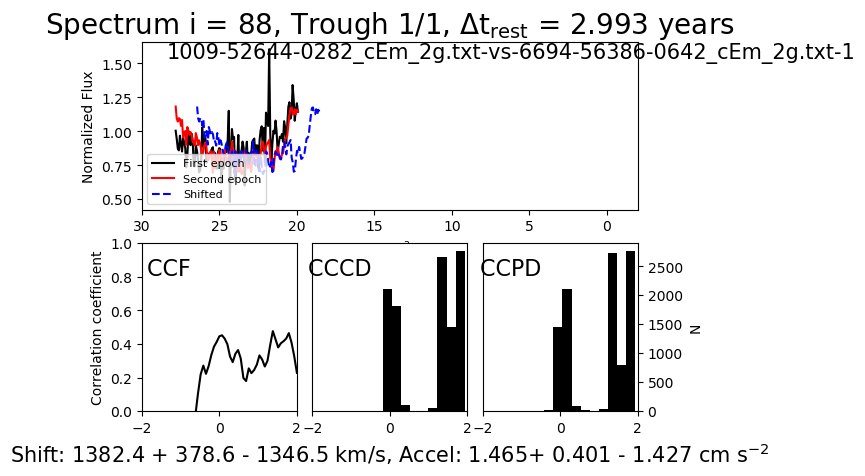 Spectrum i = 88, Trough 1/1, Δt_rest = 2.993 years
1009-52644-0282_cEm_2g.txt-vs-6694-56386-0642_cEm_2g.txt-1
Normalized Flux
1.50
1.25
1.00
0.75
0.50
First epoch
Second epoch
Shifted
30 25 20 15 10 5 0
CCF
CCCD
CCPD
Correlation coefficient
1.0
0.8
0.6
0.4
0.2
0.0
2500
2000
1500
1000
500
0
N
−2 0 2
−2 0 2
−2 0 2
Shift: 1382.4 + 378.6 - 1346.5 km/s, Accel: 1.465+ 0.401 - 1.427 cm s⁻²